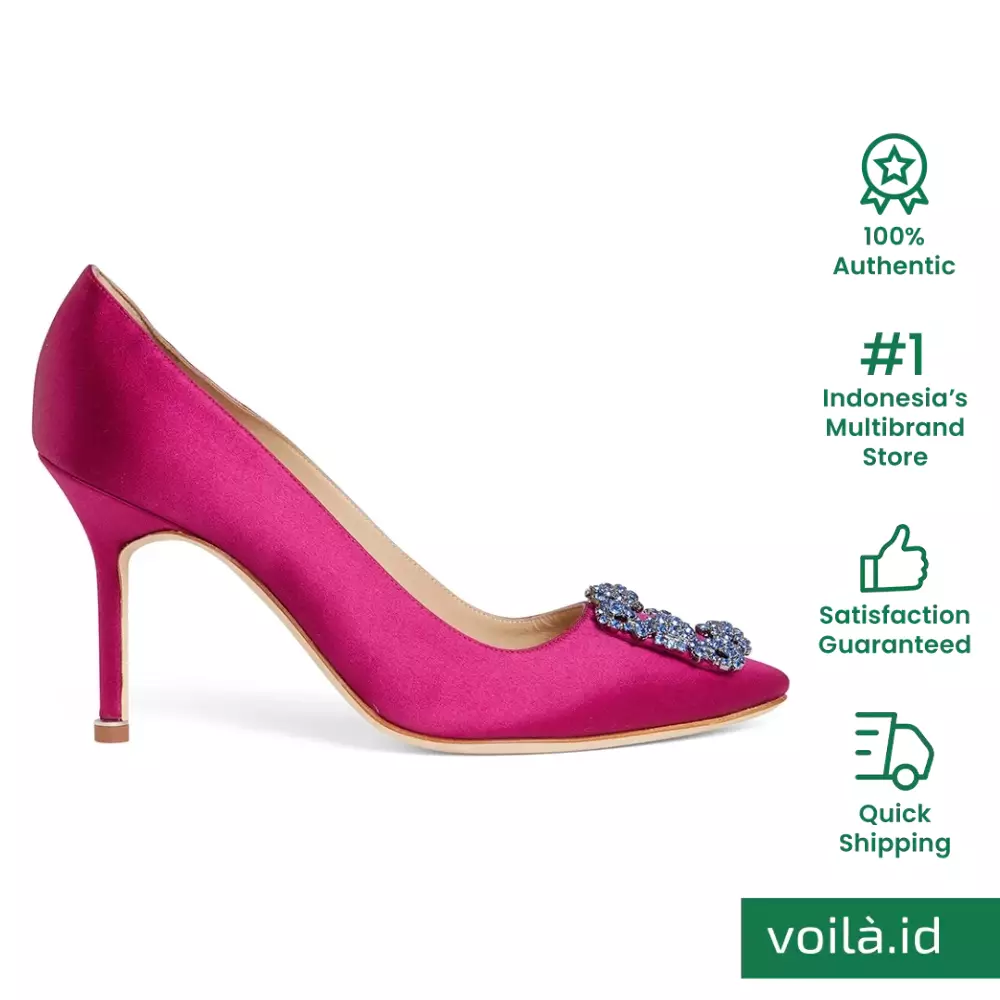 100%
Authentic
#1
Indonesia's
Multibrand
Store
Satisfaction
Guaranteed
Quick
Shipping
voilà.id